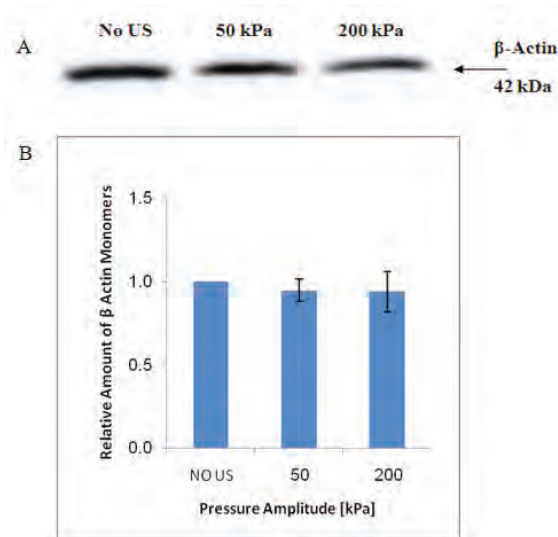 A
No US 50 kPa 200 kPa
β-Actin
42 kDa
B
Relative Amount of β Actin Monomers
1.5
1.0
0.5
0.0
NO US 50 200
Pressure Amplitude [kPa]